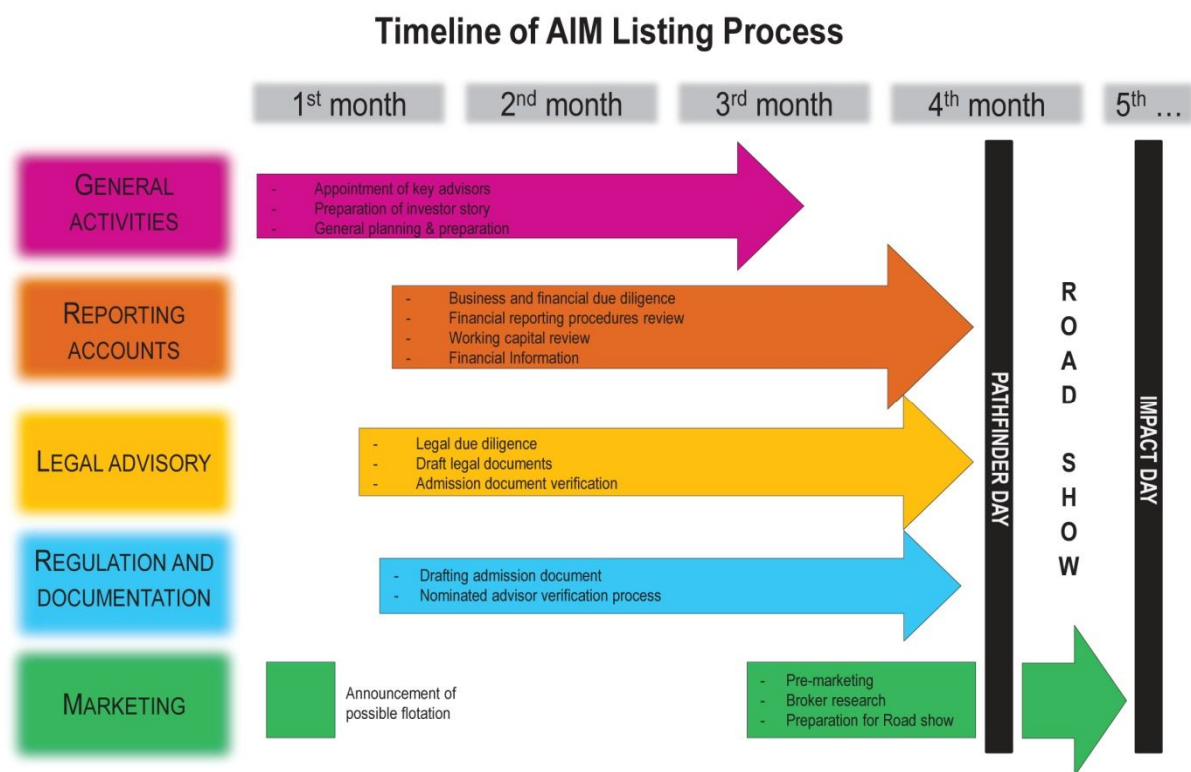 Timeline of AIM Listing Process
1st month
2nd month
3rd month
4th month
5th ...
GENERAL
ACTIVITIES
- Appointment of key advisors
- Preparation of investor story
- General planning & preparation
REPORTING
ACCOUNTS
- Business and financial due diligence
- Financial reporting procedures review
- Working capital review
- Financial Information
LEGAL ADVISORY
- Legal due diligence
- Draft legal documents
- Admission document verification
REGULATION AND
DOCUMENTATION
- Drafting admission document
- Nominated advisor verification process
MARKETING
Announcement of
possible flotation
- Pre-marketing
- Broker research
- Preparation for Road show
PATHFINDER DAY
ROAD SHOW
IMPACT DAY